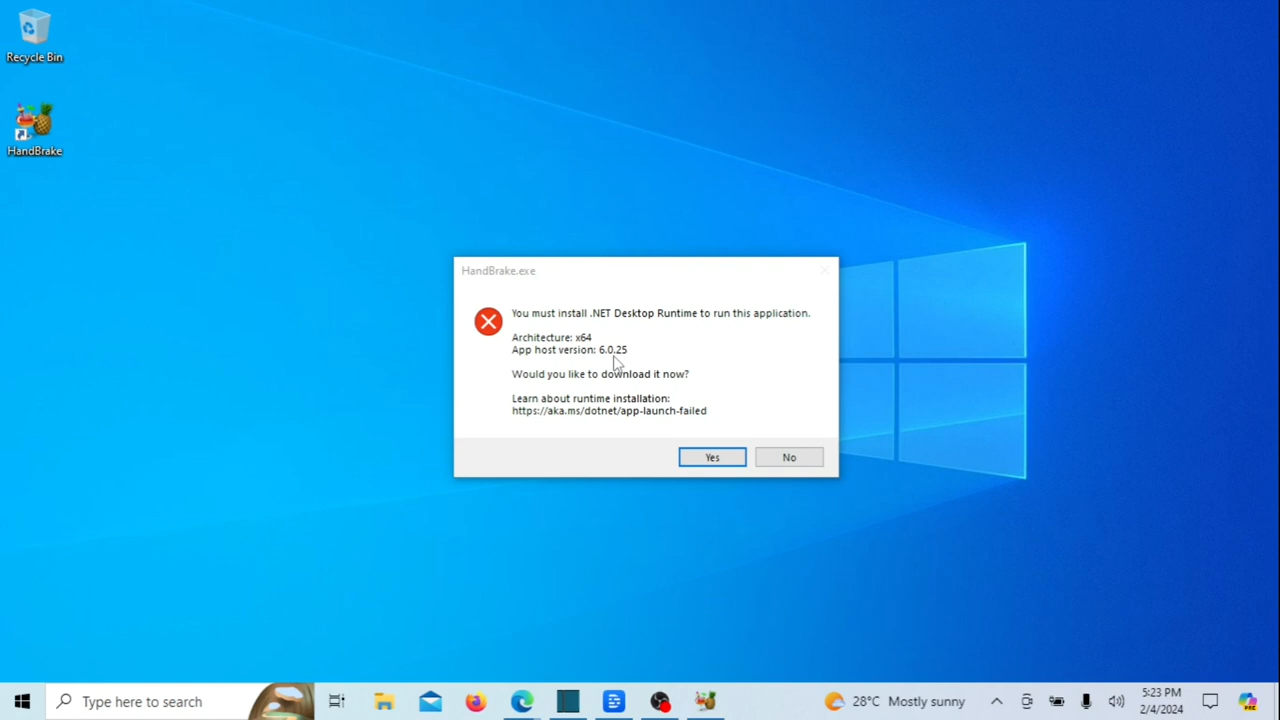 Recycle Bin
HandBrake
HandBrake.exe
You must install .NET Desktop Runtime to run this application.
Architecture: x64
App host version: 6.0.25
Would you like to download it now?
Learn about runtime installation:
https://aka.ms/dotnet/app-launch-failed
Yes
No
Type here to search
28°C Mostly sunny
5:23 PM
2/4/2024
PRE